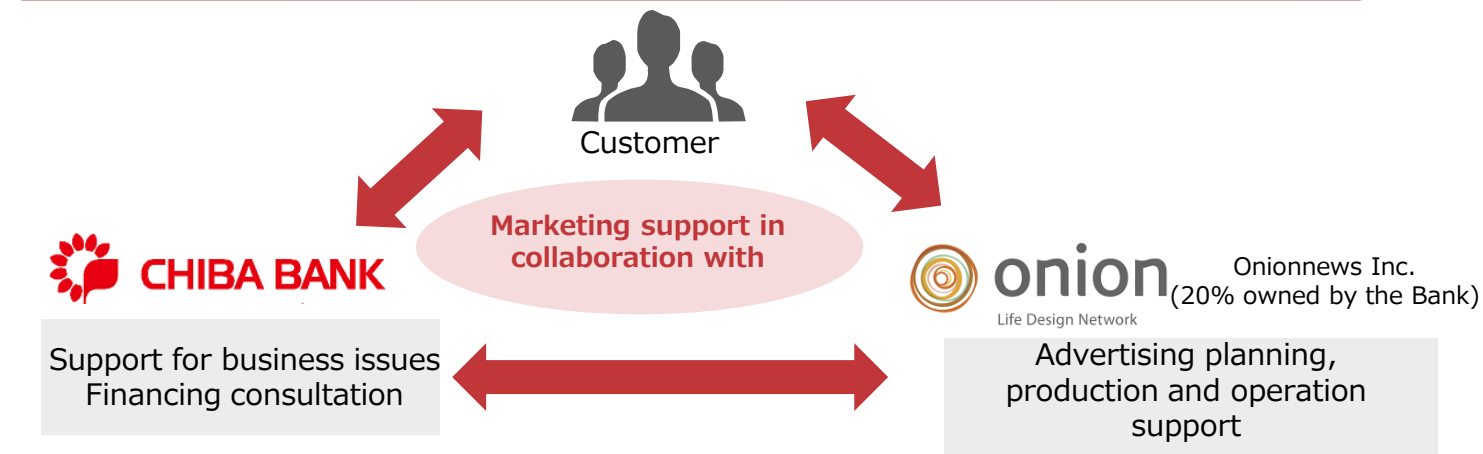 Customer
Marketing support in
collaboration with
CHIBA BANK
onion
Life Design Network
Onionnews Inc.
(20% owned by the Bank)
Support for business issues
Financing consultation
Advertising planning,
production and operation
support